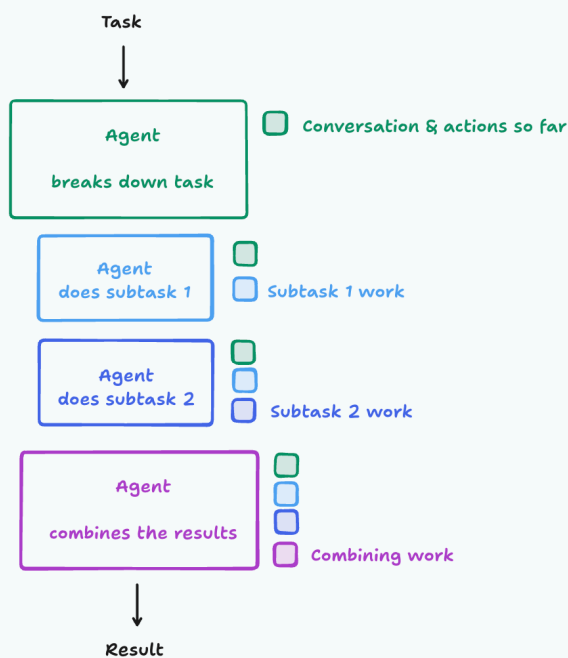 Task
Agent
breaks down task
Conversation & actions so far
Agent
does subtask 1
Subtask 1 work
Agent
does subtask 2
Subtask 2 work
Agent
combines the results
Combining work
Result